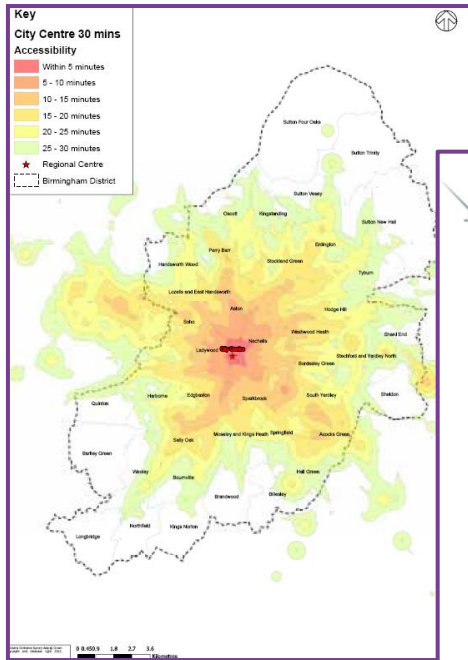 Key
City Centre 30 mins
Accessibility
Within 5 minutes
5 - 10 minutes
10 - 15 minutes
15 - 20 minutes
20 - 25 minutes
25 - 30 minutes
Regional Centre
Birmingham District
Sutton Four Oaks
Sutton Trinity
Sutton Vesey
Oscott
Kingstanding
Sutton New Hall
Erdington
Perry Barr
Stockland Green
Handsworth Wood
Tyburn
Lozells and East Handsworth
Aston
Hodge Hill
Soho
Washwood Heath
Shard End
Nechells
Ladywood
Stechford and Yardley North
Bordesley Green
Sheldon
Harborne
Edgbaston
Sparkbrook
South Yardley
Quinton
Moseley and Kings Heath
Springfield
Acocks Green
Selly Oak
Bartley Green
Hall Green
Weoley
Bournville
Brandwood
Billesley
Northfield
Kings Norton
Longbridge
0 0.45 0.9 1.8 2.7 3.6
Kilometres